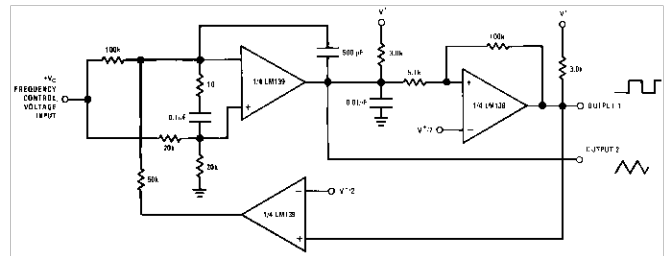 V+
V+
100k
500 pF
3.0k
100k
3.0k
+VC
FREQUENCY
CONTROL
VOLTAGE
INPUT
10
1/4 LM139
5.1k
0.1µF
0.01µF
1/4 LM139
OUTPUT 1
20k
V+/2
20k
OUTPUT 2
50k
V+/2
1/4 LM139